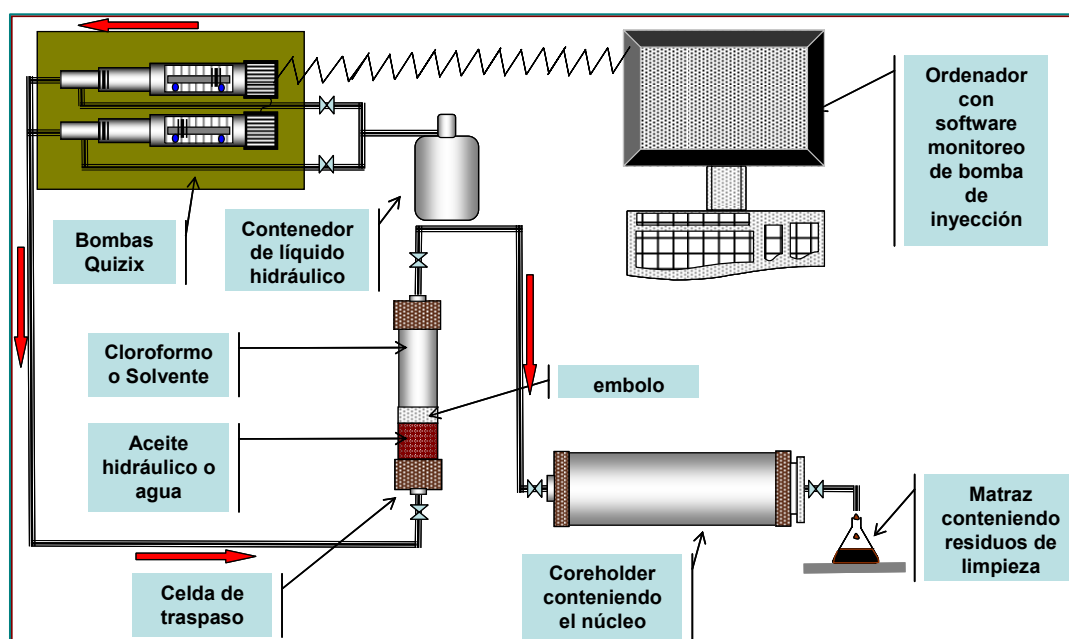 Ordenador
con
software
monitoreo
de bomba
de
inyección
Bombas
Quizix
Contenedor
de líquido
hidráulico
Cloroformo
o Solvente
embolo
Aceite
hidráulico o
agua
Celda de
traspaso
Coreholder
conteniendo
el núcleo
Matraz
conteniendo
residuos de
limpieza